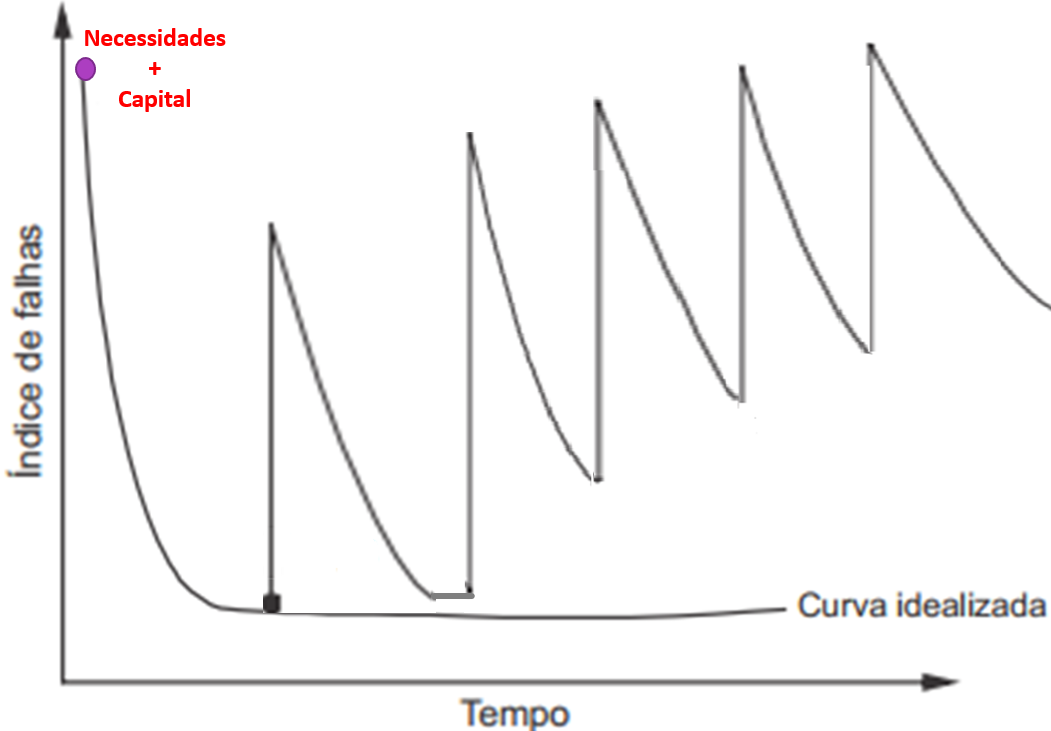 Necessidades
+
Capital
Índice de falhas
Curva idealizada
Tempo